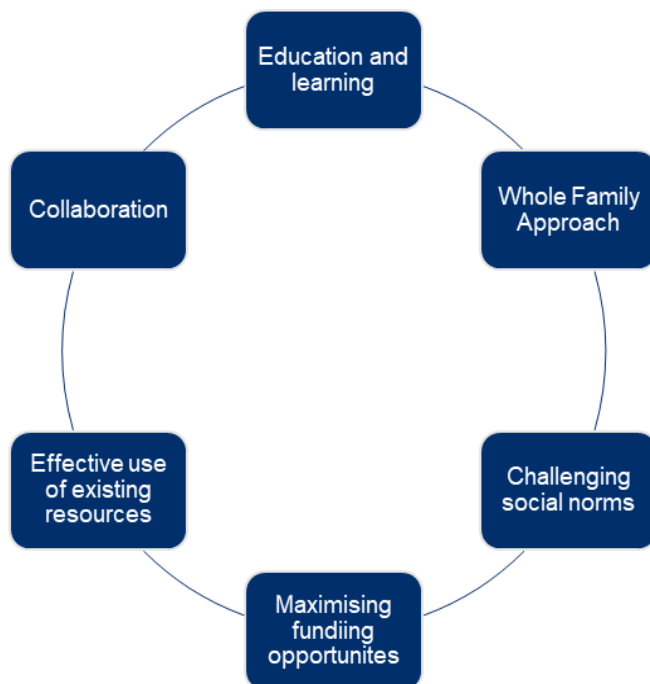 Education and
learning
Whole Family
Approach
Challenging
social norms
Maximising
fundiing
opportunites
Effective use
of existing
resources
Collaboration